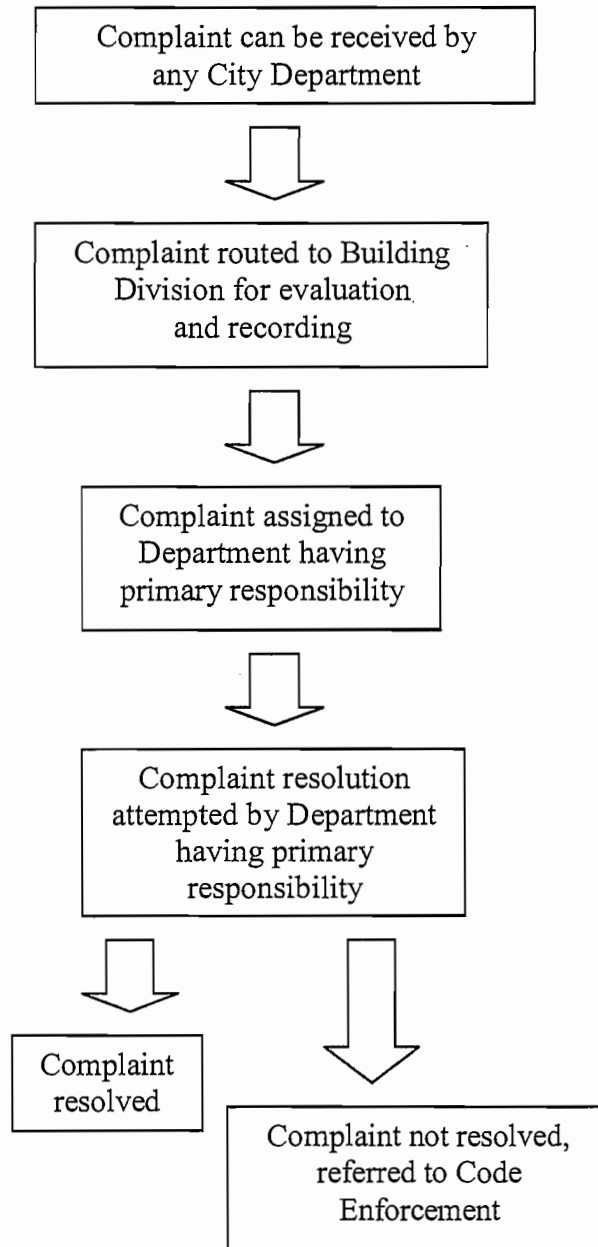 Complaint can be received by
any City Department
Complaint routed to Building
Division for evaluation
and recording
Complaint assigned to
Department having
primary responsibility
Complaint resolution
attempted by Department
having primary
responsibility
Complaint
resolved
Complaint not resolved,
referred to Code
Enforcement